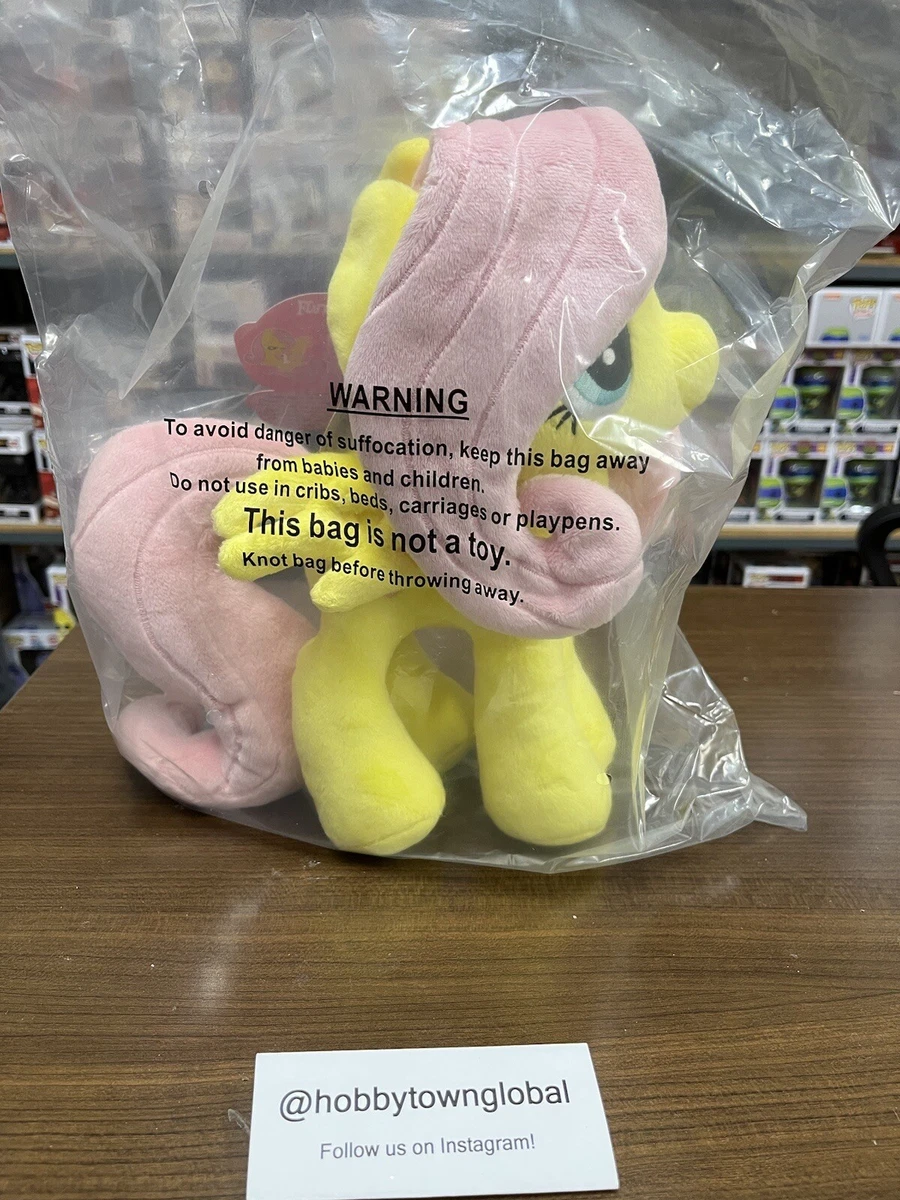 WARNING
To avoid danger of suffocation, keep this bag away
from babies and children.
Do not use in cribs, beds, carriages or playpens.
This bag is not a toy.
Knot bag before throwing away.
@hobbytownglobal
Follow us on Instagram!